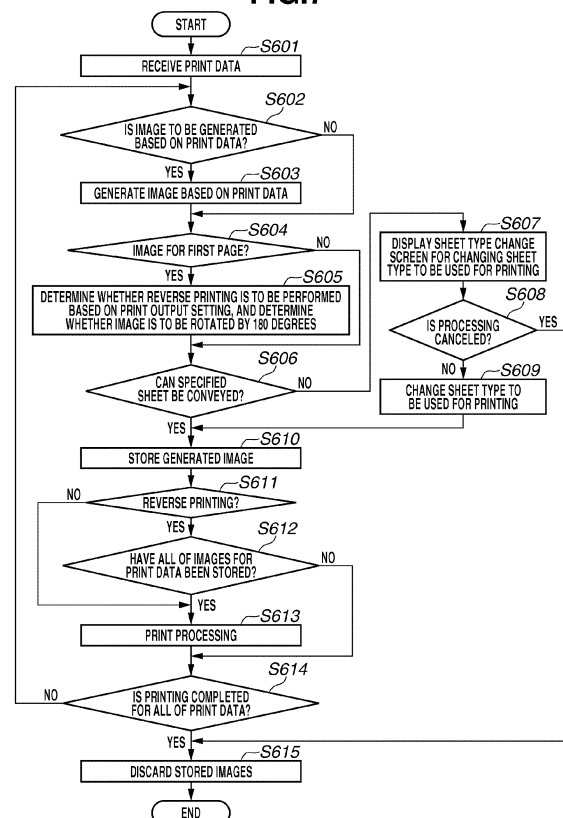 START
S601
RECEIVE PRINT DATA
S602
IS IMAGE TO BE GENERATED
BASED ON PRINT DATA?
NO
YES
S603
GENERATE IMAGE BASED ON PRINT DATA
S604
IMAGE FOR FIRST PAGE?
NO
YES
S605
DETERMINE WHETHER REVERSE PRINTING IS TO BE PERFORMED
BASED ON PRINT OUTPUT SETTING, AND DETERMINE
WHETHER IMAGE IS TO BE ROTATED BY 180 DEGREES
S606
CAN SPECIFIED
SHEET BE CONVEYED?
NO
YES
S607
DISPLAY SHEET TYPE CHANGE
SCREEN FOR CHANGING SHEET
TYPE TO BE USED FOR PRINTING
S608
IS PROCESSING
CANCELED?
YES
NO
S609
CHANGE SHEET TYPE TO
BE USED FOR PRINTING
S610
STORE GENERATED IMAGE
S611
REVERSE PRINTING?
NO
YES
S612
HAVE ALL OF IMAGES FOR
PRINT DATA BEEN STORED?
NO
YES
S613
PRINT PROCESSING
S614
IS PRINTING COMPLETED
FOR ALL OF PRINT DATA?
NO
YES
S615
DISCARD STORED IMAGES
END